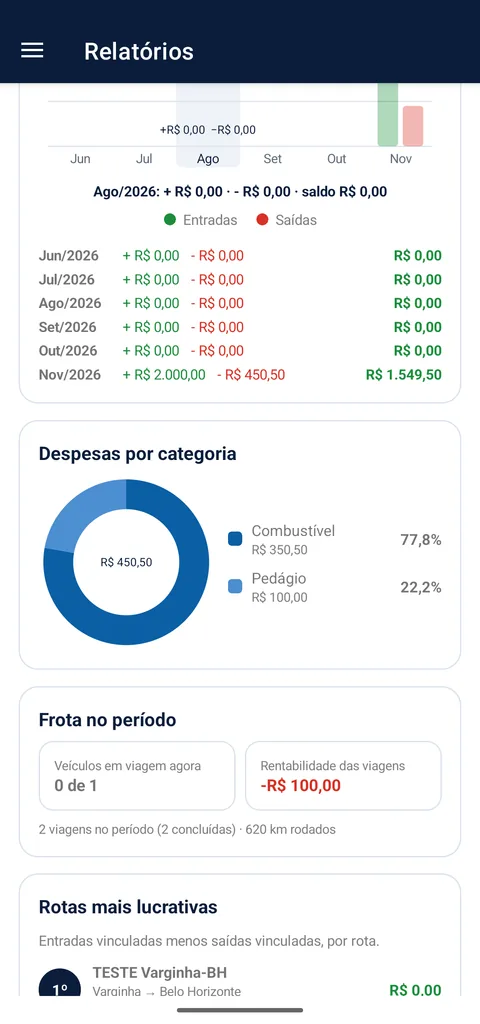 Relatórios
+R$ 0,00 −R$ 0,00
Jun Jul Ago Set Out Nov
Ago/2026: + R$ 0,00 · - R$ 0,00 · saldo R$ 0,00
Entradas Saídas
Jun/2026 + R$ 0,00 - R$ 0,00 R$ 0,00
Jul/2026 + R$ 0,00 - R$ 0,00 R$ 0,00
Ago/2026 + R$ 0,00 - R$ 0,00 R$ 0,00
Set/2026 + R$ 0,00 - R$ 0,00 R$ 0,00
Out/2026 + R$ 0,00 - R$ 0,00 R$ 0,00
Nov/2026 + R$ 2.000,00 - R$ 450,50 R$ 1.549,50
Despesas por categoria
R$ 450,50
Combustível
R$ 350,50
77,8%
Pedágio
R$ 100,00
22,2%
Frota no período
Veículos em viagem agora
0 de 1
Rentabilidade das viagens
-R$ 100,00
2 viagens no período (2 concluídas) · 620 km rodados
Rotas mais lucrativas
Entradas vinculadas menos saídas vinculadas, por rota.
1º
TESTE Varginha-BH
Varginha → Belo Horizonte
R$ 0,00